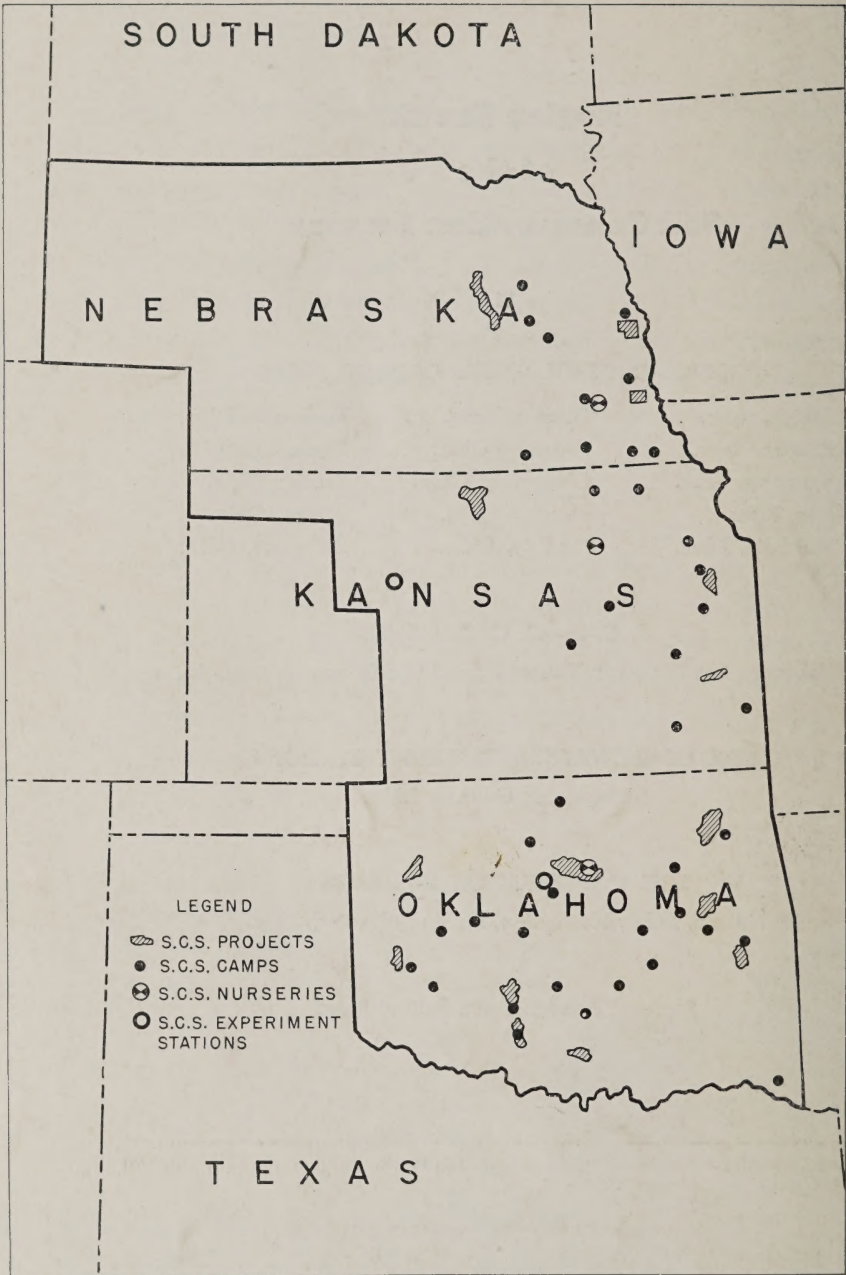 SOUTH DAKOTA
IOWA
NEBRASKA
KANSAS
OKLAHOMA
LEGEND
S.C.S. PROJECTS
S.C.S. CAMPS
S.C.S. NURSERIES
S.C.S. EXPERIMENT
STATIONS
TEXAS